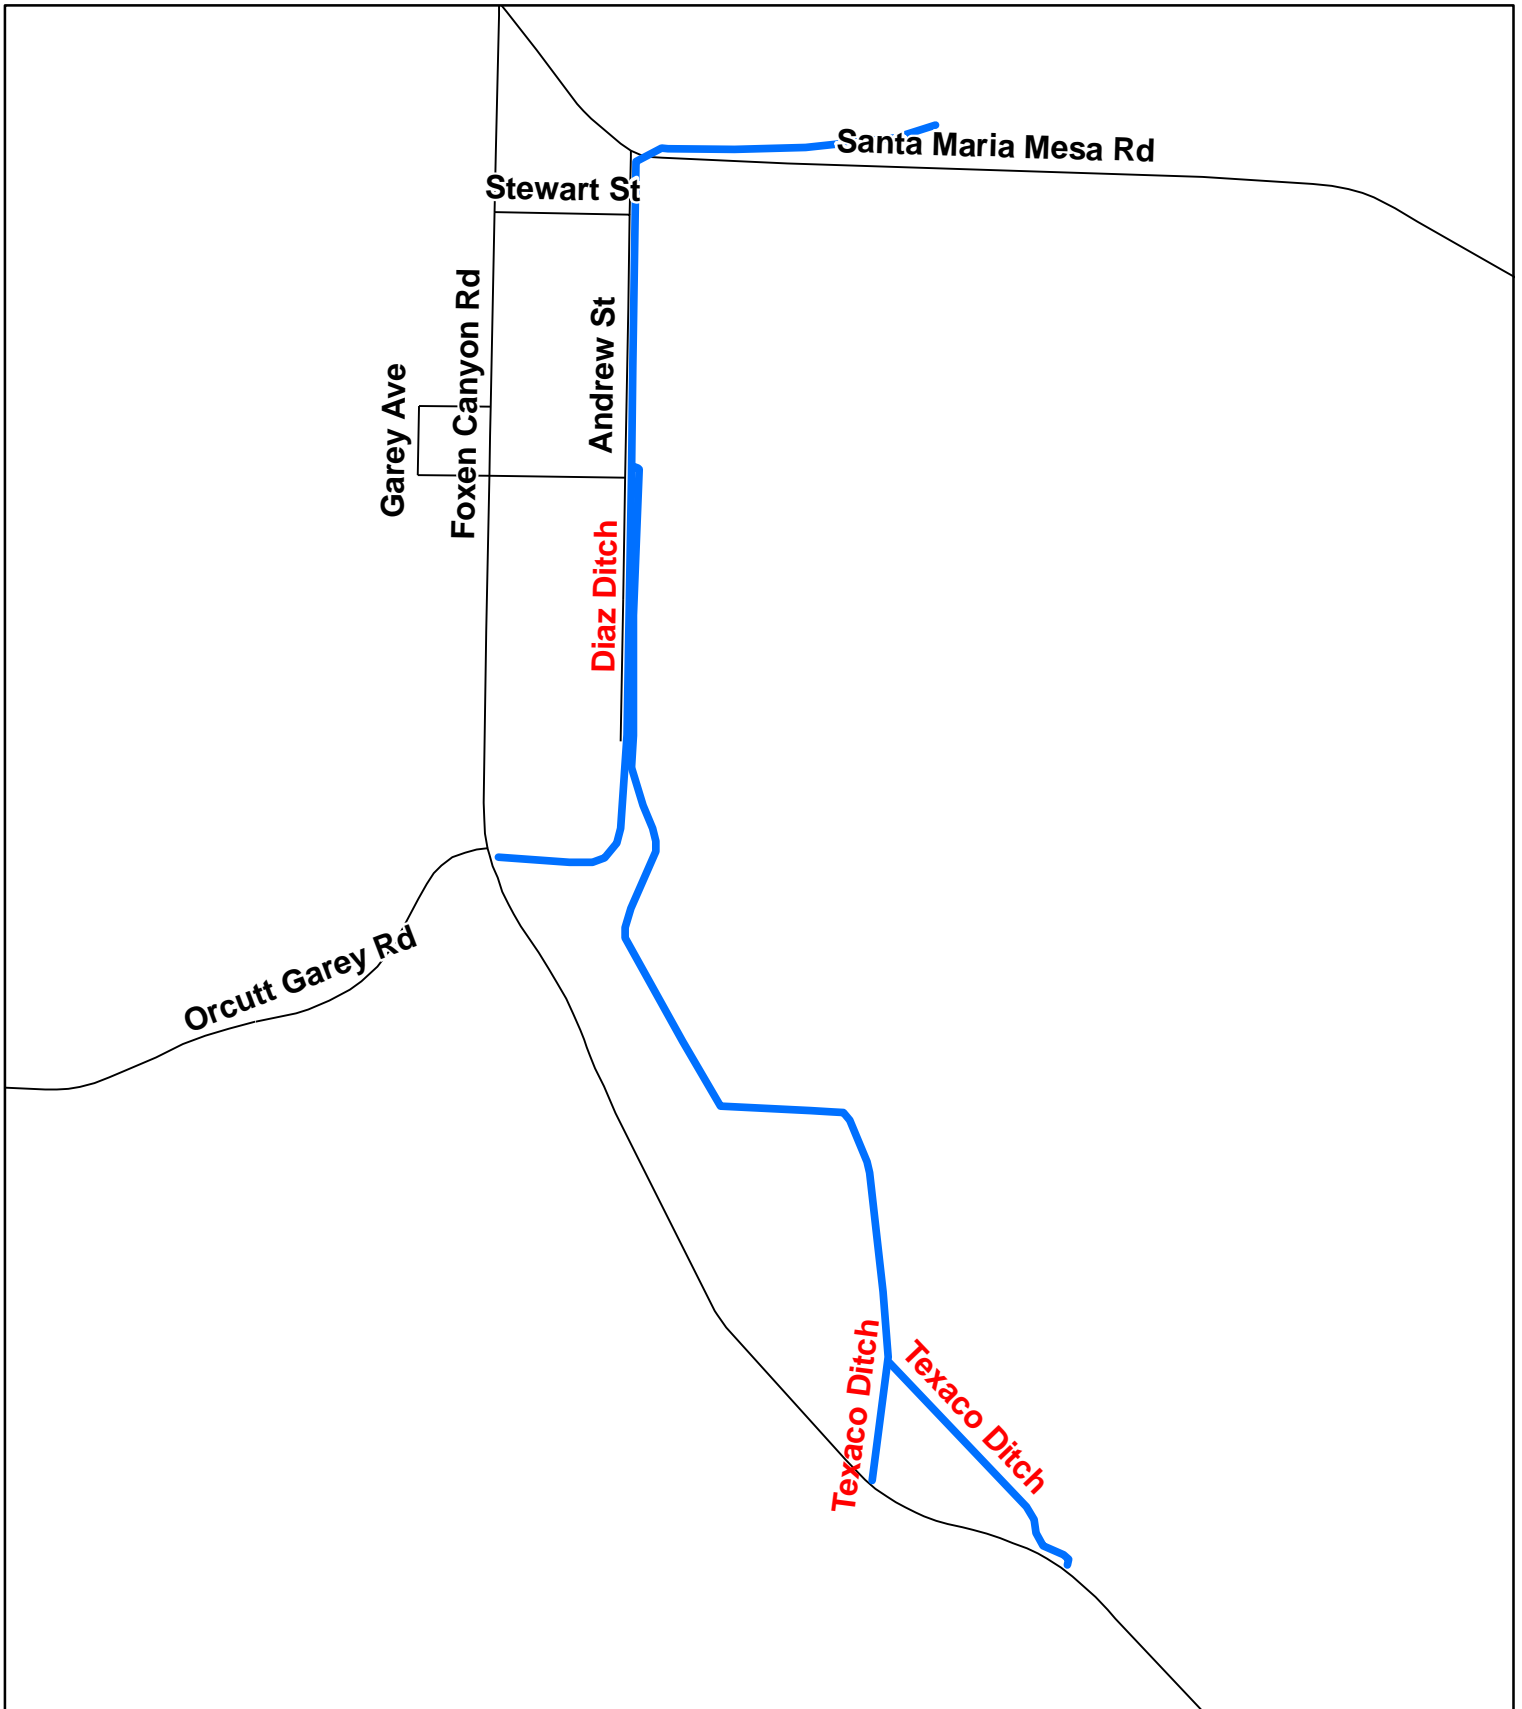 Santa Maria Mesa Rd
Stewart St
Foxen Canyon Rd
Andrew St
Garey Ave
Diaz Ditch
Orcutt Garey Rd
Texaco Ditch
Texaco Ditch